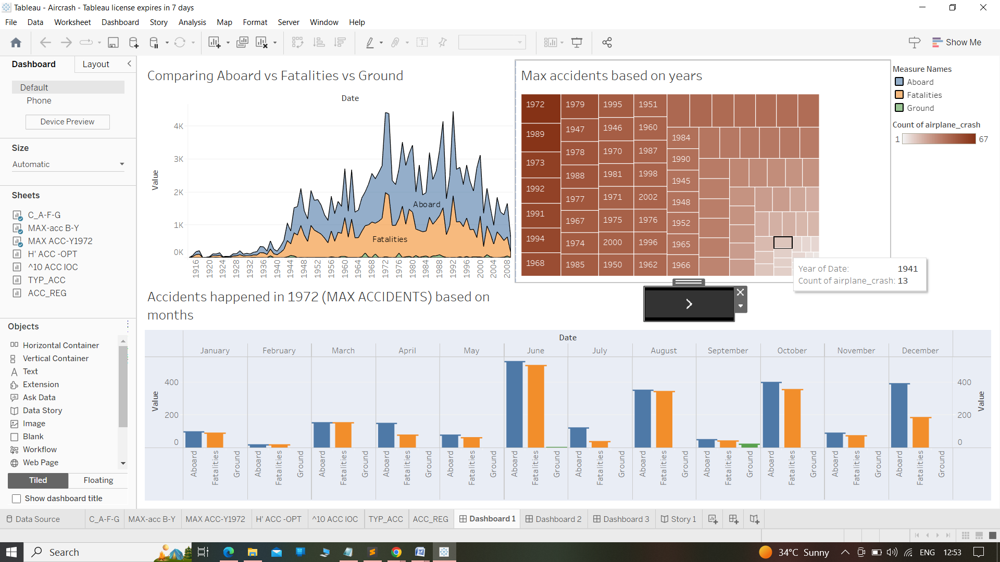 Tableau - Aircrash - Tableau license expires in 7 days
File Data Worksheet Dashboard Story Analysis Map Format Server Window Help
Show Me
Dashboard Layout
Default
Phone
Device Preview
Size
Automatic
Sheets
C_A-F-G
MAX-acc B-Y
MAX ACC-Y1972
H' ACC -OPT
^10 ACC lOC
TYP_ACC
ACC_REG
Objects
Horizontal Container
Vertical Container
Text
Extension
Ask Data
Data Story
Image
Blank
Workflow
Web Page
Tiled Floating
Show dashboard title
Comparing Aboard vs Fatalities vs Ground
Date
Value
4K
3K
2K
1K
0K
Aboard
Fatalities
1916 1920 1924 1928 1932 1936 1940 1944 1948 1952 1956 1960 1964 1968 1972 1976 1980 1984 1988 1992 1996 2000 2004 2008
Max accidents based on years
1972 1979 1995 1951
1989 1947 1946 1960 1984
1973 1978 1970 1987 1990
1992 1988 1981 1998 1945
1991 1977 1971 2002 1948
1994 1967 1975 1976 1952
1968 1974 2000 1996 1965
1985 1950 1962 1966
Year of Date: 1941
Count of airplane_crash: 13
Measure Names
Aboard
Fatalities
Ground
Count of airplane_crash
1 67
Accidents happened in 1972 (MAX ACCIDENTS) based on
months
Date
January February March April May June July August September October November December
Value
400
200
0
400
200
0
Value
Aboard Fatalities Ground Aboard Fatalities Ground Aboard Fatalities Ground Aboard Fatalities Ground Aboard Fatalities Ground Aboard Fatalities Ground Aboard Fatalities Ground Aboard Fatalities Ground Aboard Fatalities Ground Aboard Fatalities Ground Aboard Fatalities Ground Aboard Fatalities Ground
Data Source C_A-F-G MAX-acc B-Y MAX ACC-Y1972 H' ACC -OPT ^10 ACC lOC TYP_ACC ACC_REG Dashboard 1 Dashboard 2 Dashboard 3 Story 1
Search
34°C Sunny ENG 12:53